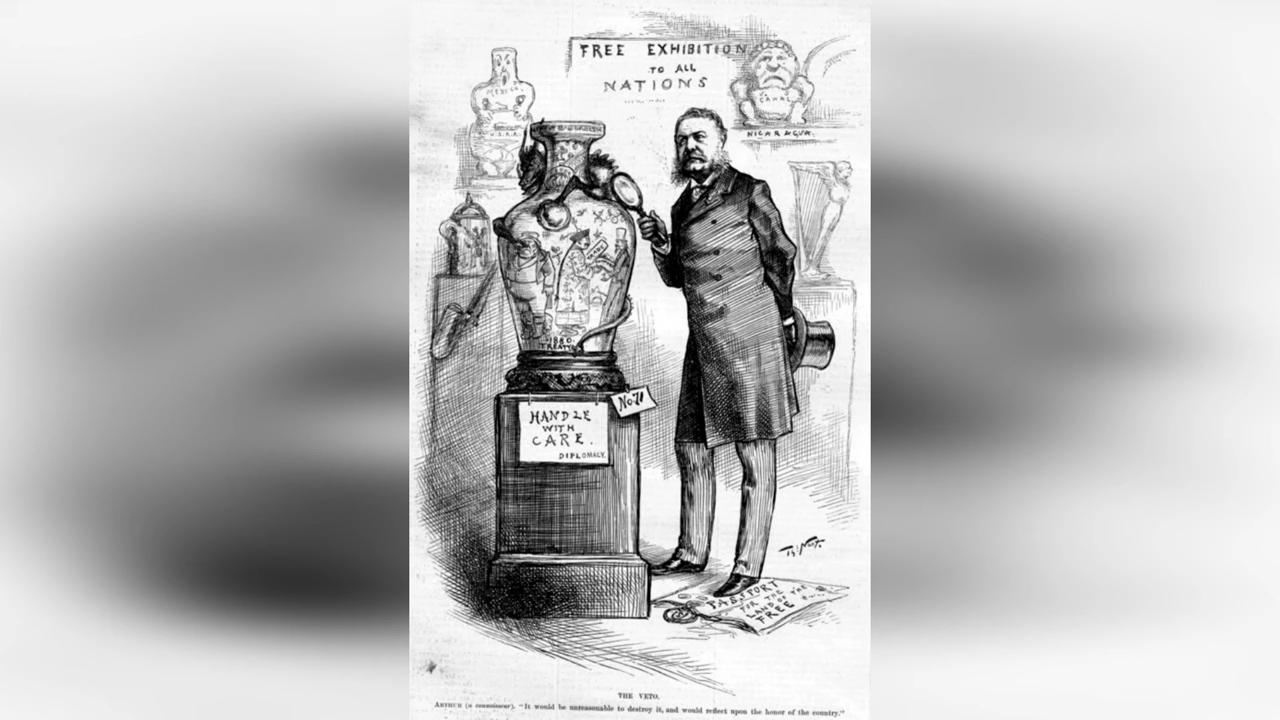 FREE EXHIBITION
TO ALL
NATIONS
MEXICO
U.S.A.
CANAL
NICARAGUA.
1880.
TREATY
No 71
HANDLE
WITH
CARE.
DIPLOMACY.
Th: Nast.
PASSPORT
FOR THE
LAND OF THE
FREE
THE VETO.
ARTHUR (a connoisseur). "It would be unreasonable to destroy it, and would reflect upon the honor of the country."